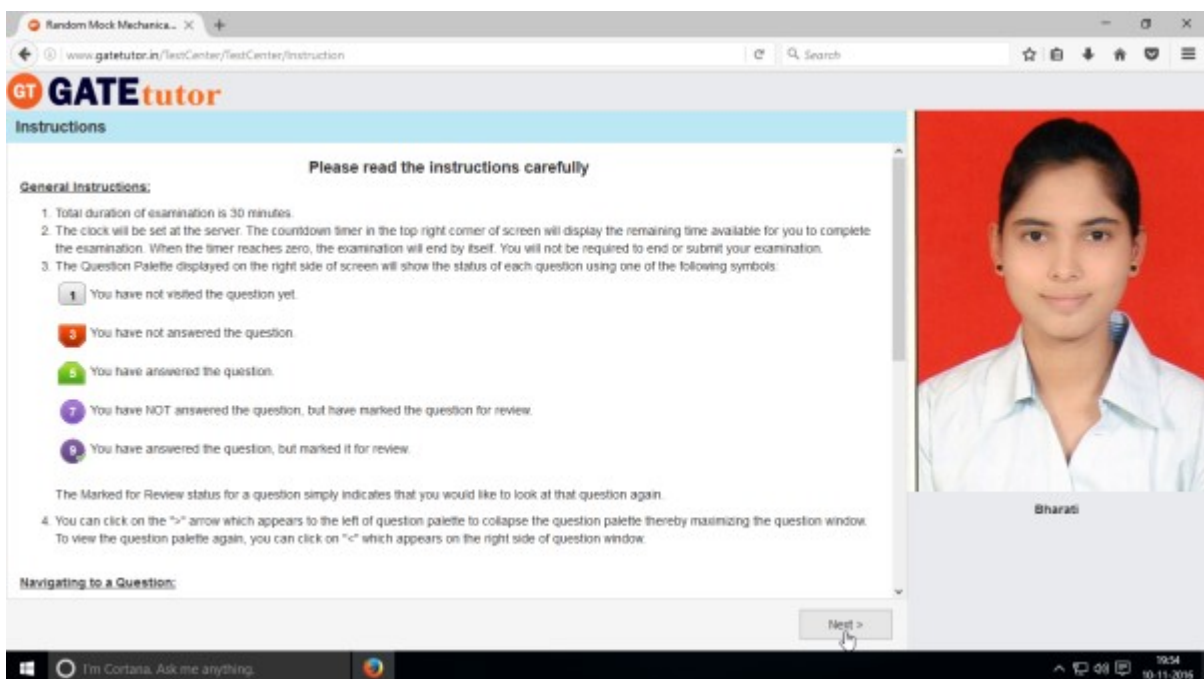 Random Mock Mechanica...
www.gatetutor.in/TestCenter/TestCenter/Instruction
Search
GT GATEtutor
Instructions
Please read the instructions carefully
General Instructions:
1. Total duration of examination is 30 minutes.
2. The clock will be set at the server. The countdown timer in the top right corner of screen will display the remaining time available for you to complete
the examination. When the timer reaches zero, the examination will end by itself. You will not be required to end or submit your examination.
3. The Question Palette displayed on the right side of screen will show the status of each question using one of the following symbols:
1 You have not visited the question yet.
3 You have not answered the question.
5 You have answered the question.
7 You have NOT answered the question, but have marked the question for review.
9 You have answered the question, but marked it for review.
The Marked for Review status for a question simply indicates that you would like to look at that question again.
4. You can click on the ">" arrow which appears to the left of question palette to collapse the question palette thereby maximizing the question window.
To view the question palette again, you can click on "<" which appears on the right side of question window.
Navigating to a Question:
Next >
Bharati
I'm Cortana. Ask me anything.
19:54
10-11-2016